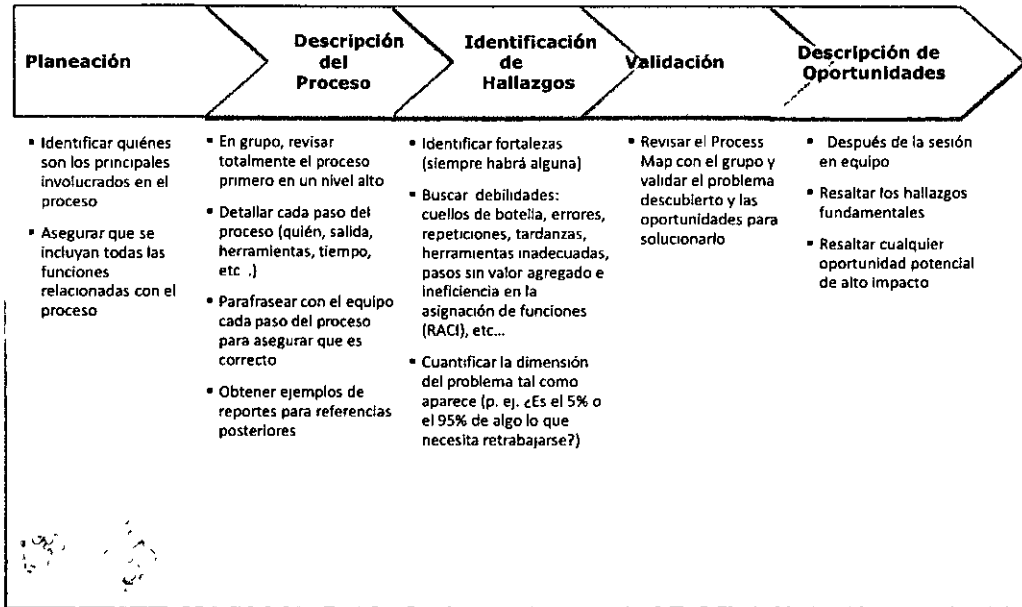 Planeación
Descripción
del
Proceso
Identificación
de
Hallazgos
Validación
Descripción de
Oportunidades
▪ Identificar quiénes
son los principales
involucrados en el
proceso
▪ Asegurar que se
incluyan todas las
funciones
relacionadas con el
proceso
▪ En grupo, revisar
totalmente el proceso
primero en un nivel alto
▪ Detallar cada paso del
proceso (quién, salida,
herramientas, tiempo,
etc .)
▪ Parafrasear con el equipo
cada paso del proceso
para asegurar que es
correcto
▪ Obtener ejemplos de
reportes para referencias
posteriores
▪ Identificar fortalezas
(siempre habrá alguna)
▪ Buscar debilidades:
cuellos de botella, errores,
repeticiones, tardanzas,
herramientas inadecuadas,
pasos sin valor agregado e
ineficiencia en la
asignación de funciones
(RACI), etc...
▪ Cuantificar la dimensión
del problema tal como
aparece (p. ej. ¿Es el 5% o
el 95% de algo lo que
necesita retrabajarse?)
▪ Revisar el Process
Map con el grupo y
validar el problema
descubierto y las
oportunidades para
solucionarlo
▪ Después de la sesión
en equipo
▪ Resaltar los hallazgos
fundamentales
▪ Resaltar cualquier
oportunidad potencial
de alto impacto